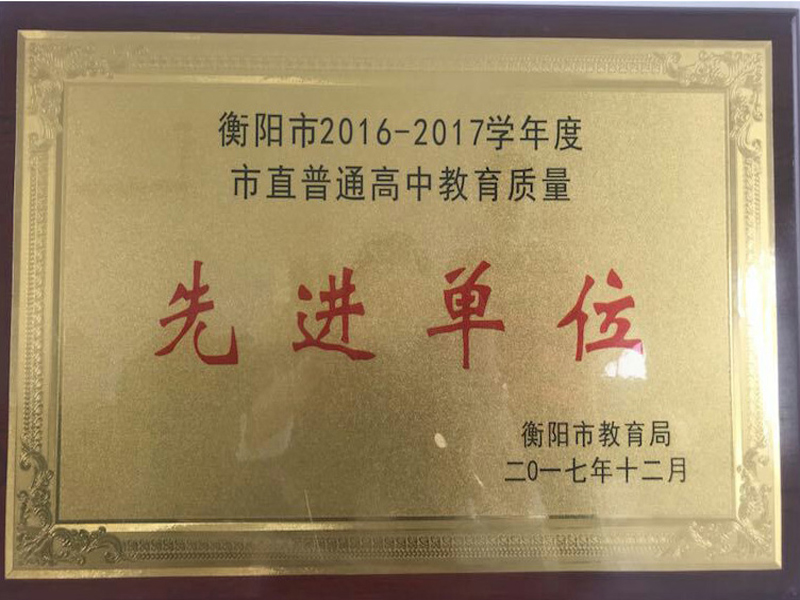 衡阳市2016-2017学年度
市直普通高中教育质量
先进单位
衡阳市教育局
二0一七年十二月